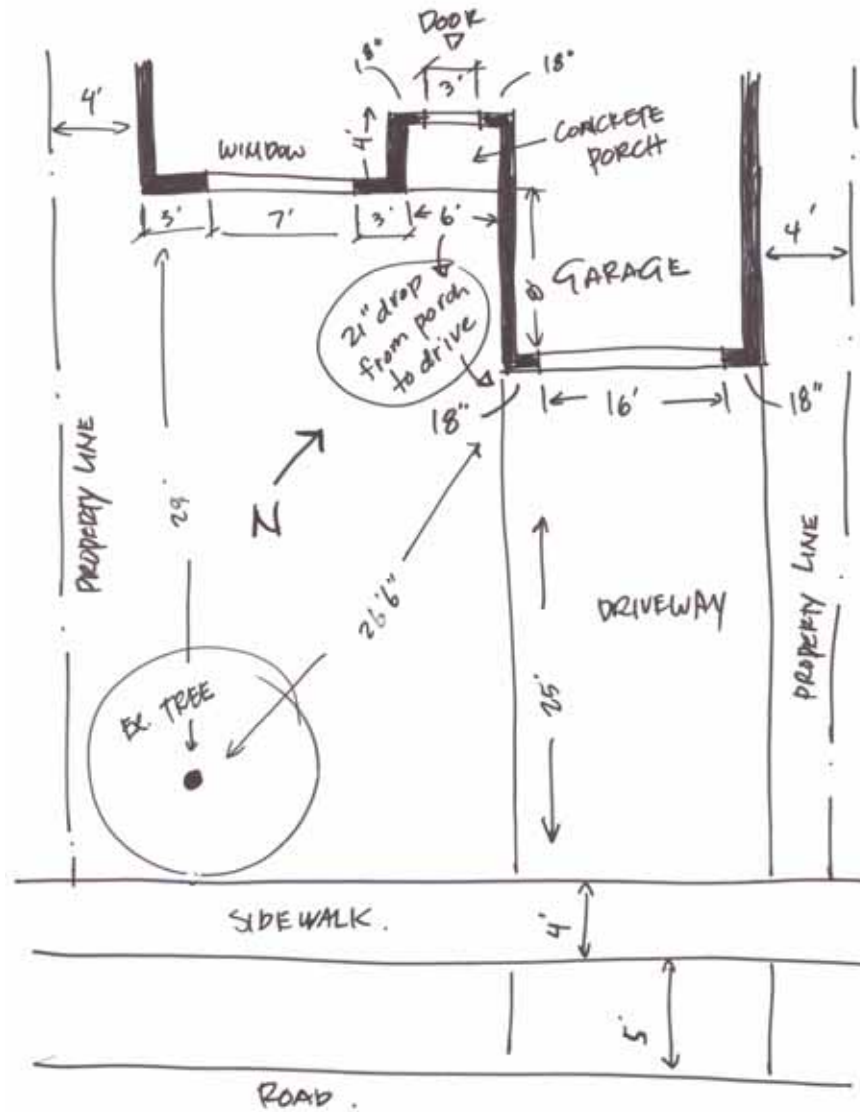 DOOR
18"
3'
18"
4'
4'
WINDOW
CONCRETE
PORCH
3'
7'
3'
6'
4'
8'
GARAGE
21" drop
from porch
to drive
18"
16'
18"
PROPERTY LINE
N
26'6"
DRIVEWAY
PROPERTY LINE
25'
EX. TREE
SIDEWALK.
4'
5'
ROAD.